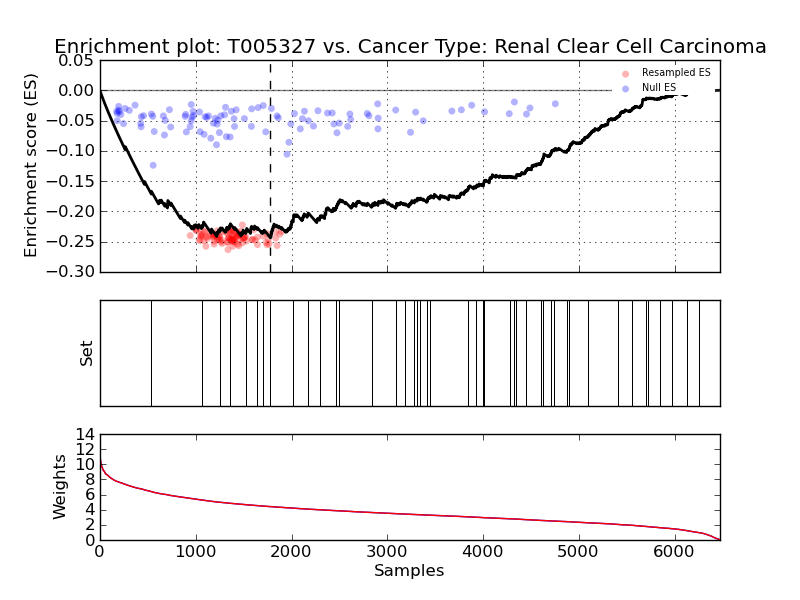 Enrichment plot: T005327 vs. Cancer Type: Renal Clear Cell Carcinoma
0.05
0.00
−0.05
−0.10
−0.15
−0.20
−0.25
−0.30
Enrichment score (ES)
Resampled ES
Null ES
Set
14
12
10
8
6
4
2
0
Weights
0 1000 2000 3000 4000 5000 6000
Samples